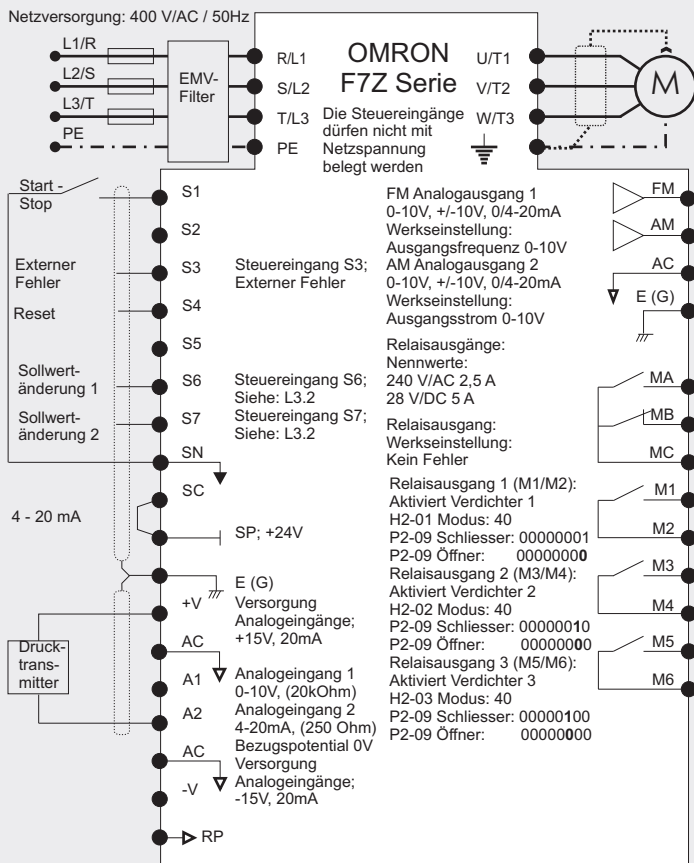 Netzversorgung: 400 V/AC / 50Hz
L1/R
L2/S
L3/T
PE
EMV-
Filter
R/L1
S/L2
T/L3
PE
OMRON
F7Z Serie
Die Steuereingänge
dürfen nicht mit
Netzspannung
belegt werden
U/T1
V/T2
W/T3
M
Start -
Stop
Externer
Fehler
Reset
Sollwert-
änderung 1
Sollwert-
änderung 2
4 - 20 mA
Druck-
trans-
mitter
S1
S2
S3
S4
S5
S6
S7
SN
SC
SP; +24V
E (G)
+V
AC
A1
A2
AC
-V
RP
Steuereingang S3;
Externer Fehler
Steuereingang S6;
Siehe: L3.2
Steuereingang S7;
Siehe: L3.2
Versorgung
Analogeingänge;
+15V, 20mA
Analogeingang 1
0-10V, (20kOhm)
Analogeingang 2
4-20mA, (250 Ohm)
Bezugspotential 0V
Versorgung
Analogeingänge;
-15V, 20mA
FM Analogausgang 1
0-10V, +/-10V, 0/4-20mA
Werkseinstellung:
Ausgangsfrequenz 0-10V
AM Analogausgang 2
0-10V, +/-10V, 0/4-20mA
Werkseinstellung:
Ausgangsstrom 0-10V
Relaisausgänge:
Nennwerte:
240 V/AC 2,5 A
28 V/DC 5 A
Relaisausgang:
Werkseinstellung:
Kein Fehler
Relaisausgang 1 (M1/M2):
Aktiviert Verdichter 1
H2-01 Modus: 40
P2-09 Schliesser: 00000001
P2-09 Öffner: 00000000
Relaisausgang 2 (M3/M4):
Aktiviert Verdichter 2
H2-02 Modus: 40
P2-09 Schliesser: 00000010
P2-09 Öffner: 00000000
Relaisausgang 3 (M5/M6):
Aktiviert Verdichter 3
H2-03 Modus: 40
P2-09 Schliesser: 00000100
P2-09 Öffner: 00000000
FM
AM
AC
E (G)
MA
MB
MC
M1
M2
M3
M4
M5
M6